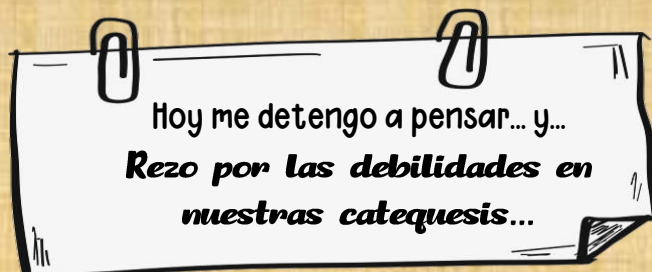 Hoy me detengo a pensar... y...
Rezo por las debilidades en
nuestras catequesis...